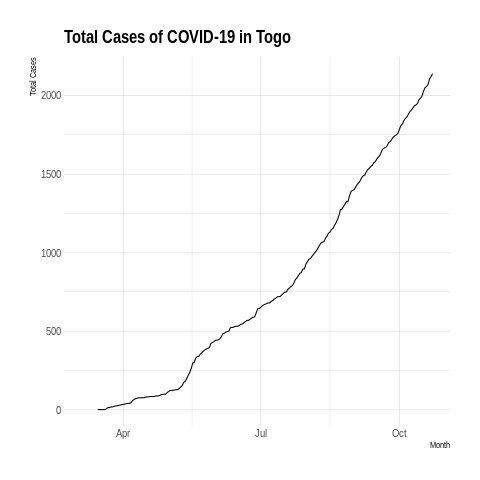 Total Cases of COVID-19 in Togo
Total Cases
2000
1500
1000
500
0
Apr
Jul
Oct
Month